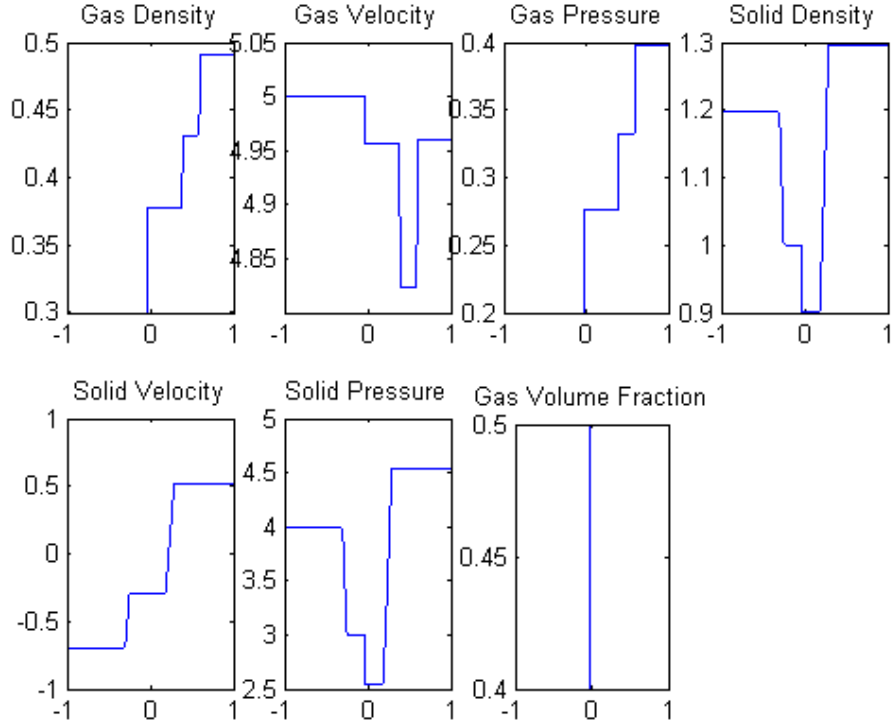 Gas Density
0.5
0.45
0.4
0.35
0.3
-1 0 1
Gas Velocity
5.05
5
4.95
4.9
4.85
-1 0 1
Gas Pressure
0.4
0.35
0.3
0.25
0.2
-1 0 1
Solid Density
1.3
1.2
1.1
1
0.9
-1 0 1
Solid Velocity
1
0.5
0
-0.5
-1
-1 0 1
Solid Pressure
5
4.5
4
3.5
3
2.5
-1 0 1
Gas Volume Fraction
0.5
0.45
0.4
-1 0 1